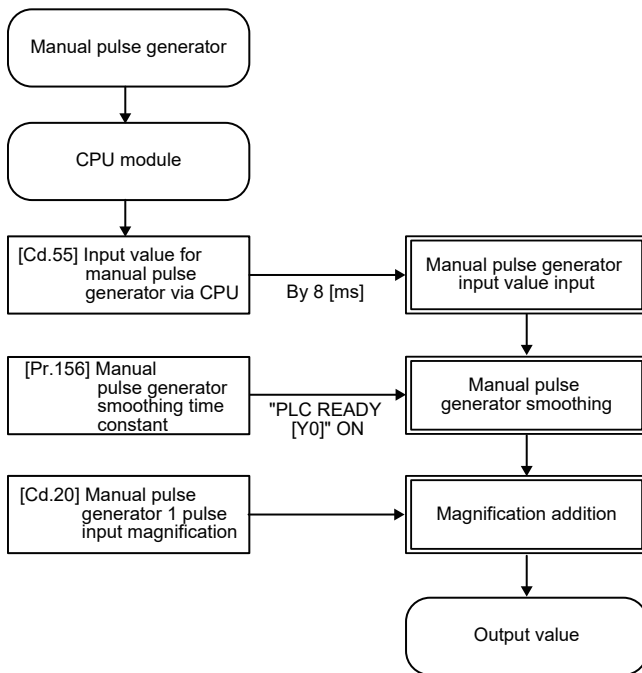 Manual pulse generator
CPU module
[Cd.55] Input value for
manual pulse
generator via CPU
By 8 [ms]
Manual pulse generator
input value input
[Pr.156] Manual
pulse generator
smoothing time
constant
"PLC READY
[Y0]" ON
Manual pulse
generator smoothing
[Cd.20] Manual pulse
generator 1 pulse
input magnification
Magnification addition
Output value